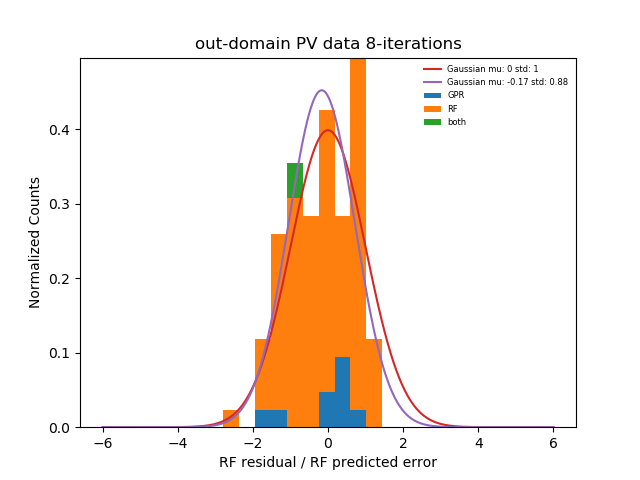 out-domain PV data 8-iterations
Gaussian mu: 0 std: 1
Gaussian mu: -0.17 std: 0.88
GPR
RF
both
Normalized Counts
0.4
0.3
0.2
0.1
0.0
−6 −4 −2 0 2 4 6
RF residual / RF predicted error